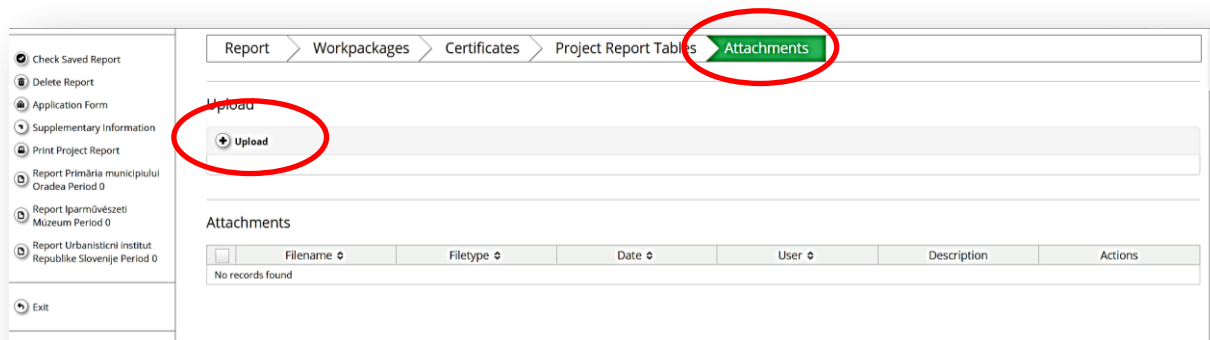 Check Saved Report
Delete Report
Application Form
Supplementary Information
Print Project Report
Report Primăria municipiului
Oradea Period 0
Report Iparművészeti
Múzeum Period 0
Report Urbanisticni institut
Republike Slovenije Period 0
Exit
Report Workpackages Certificates Project Report Tables Attachments
Upload
Upload
Attachments
Filename Filetype Date User Description Actions
No records found